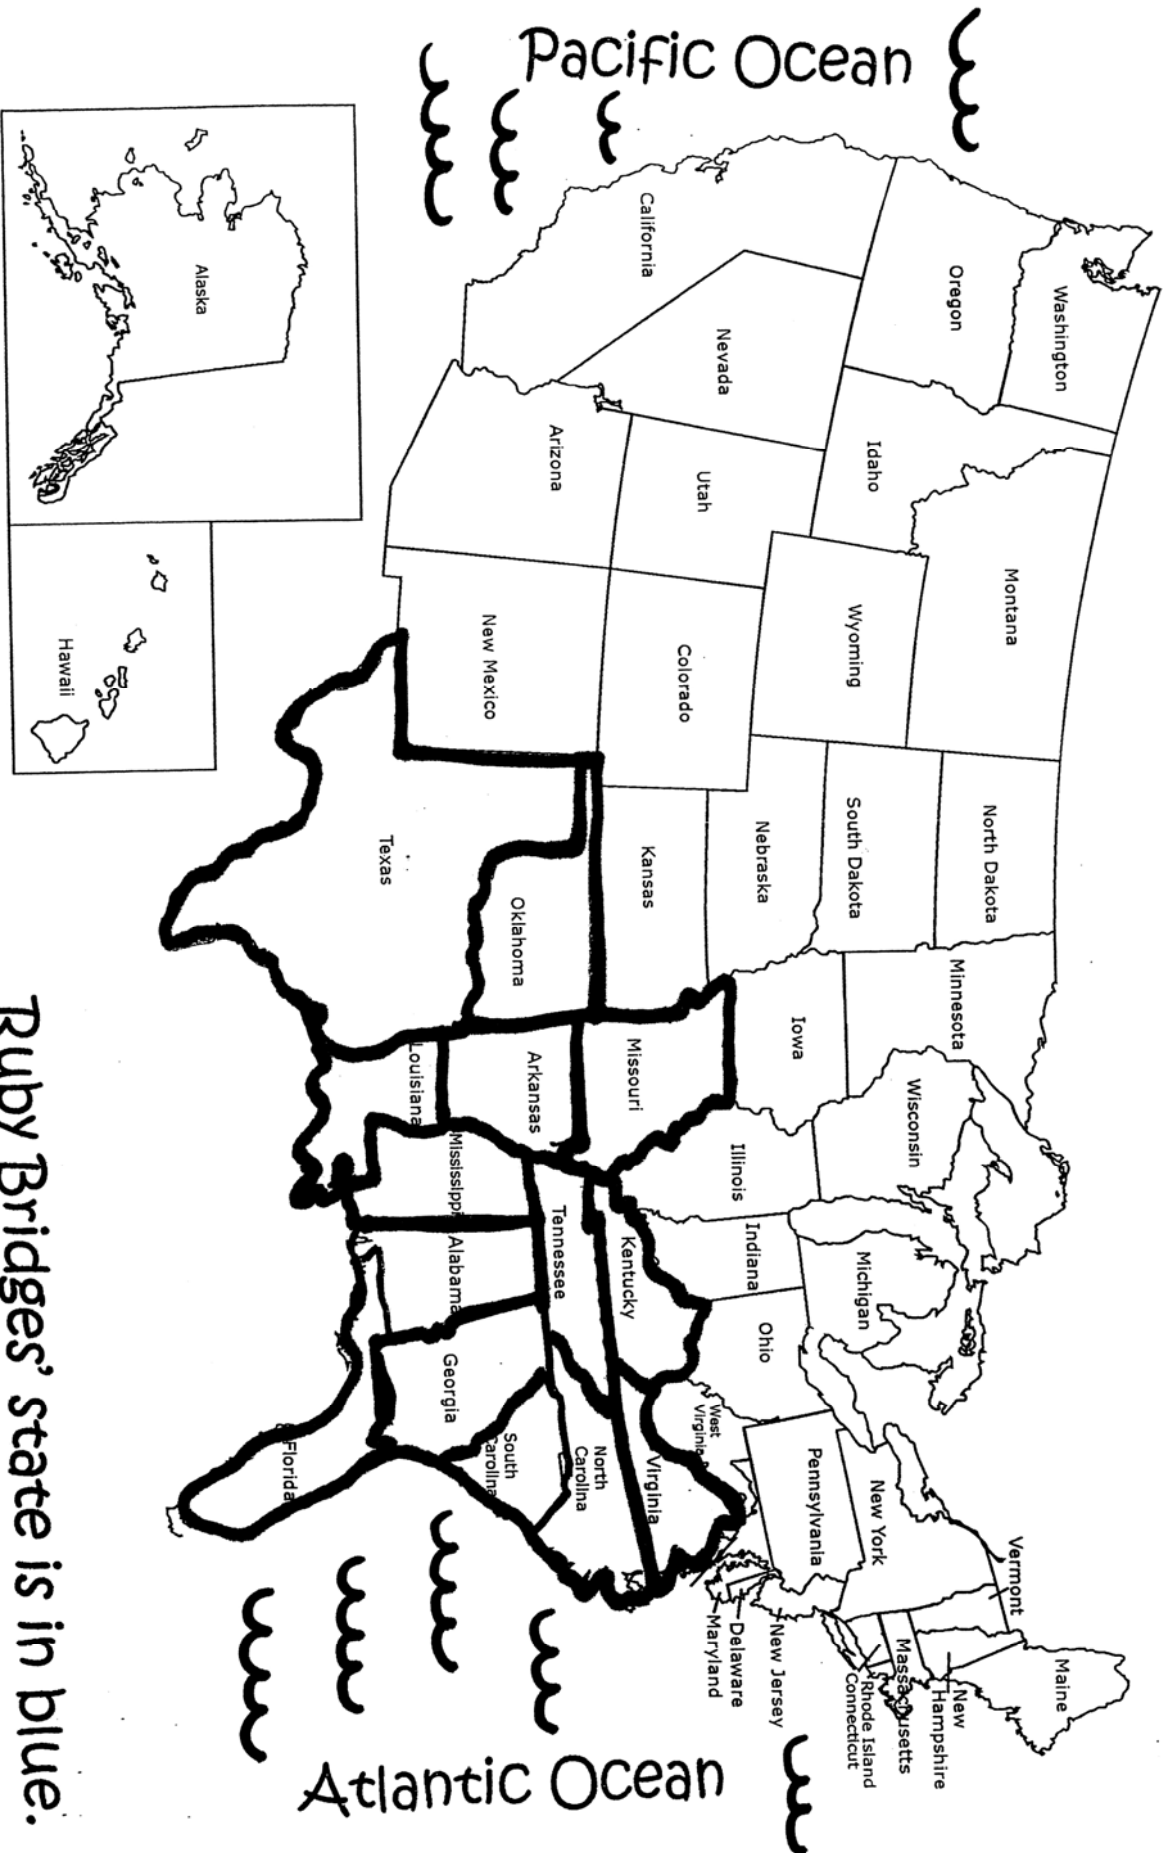 Pacific Ocean
Washington
Oregon
California
Nevada
Idaho
Montana
Wyoming
Utah
Arizona
Colorado
New Mexico
North Dakota
South Dakota
Nebraska
Kansas
Oklahoma
Texas
Minnesota
Iowa
Missouri
Arkansas
Louisiana
Wisconsin
Illinois
Indiana
Michigan
Ohio
Kentucky
Tennessee
Mississippi
Alabama
Georgia
Florida
South
Carolina
North
Carolina
Virginia
West
Virginia
Pennsylvania
New York
Vermont
Maine
New
Hampshire
Massachusetts
Rhode Island
Connecticut
New Jersey
Delaware
Maryland
Alaska
Hawaii
Atlantic Ocean
Ruby Bridges' state is in blue.